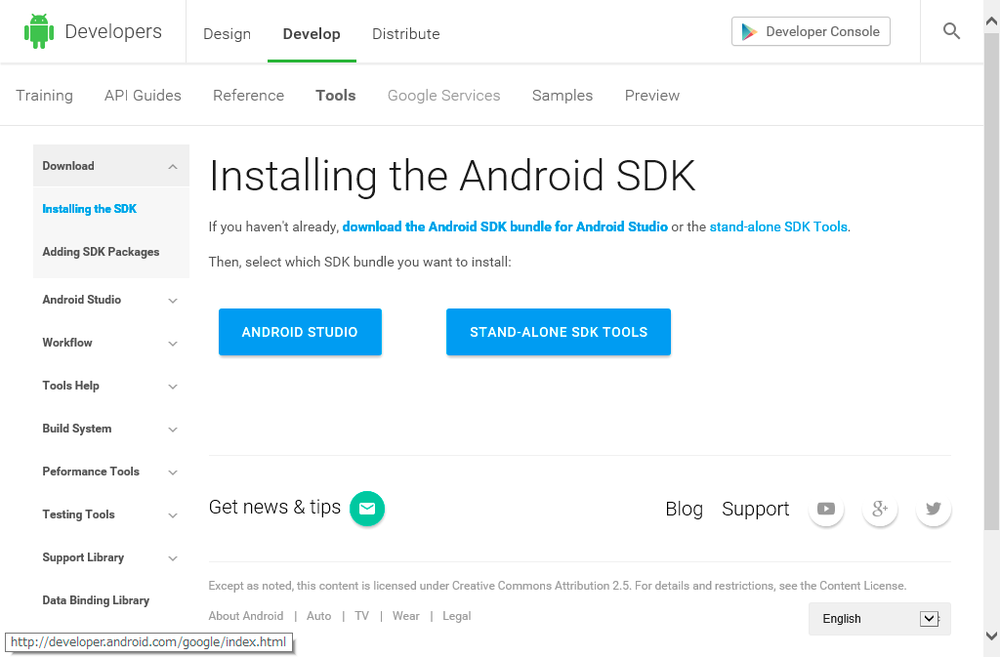 Developers
Design Develop Distribute
Developer Console
Training API Guides Reference Tools Google Services Samples Preview
Download
Installing the SDK
Adding SDK Packages
Android Studio
Workflow
Tools Help
Build System
Peformance Tools
Testing Tools
Support Library
Data Binding Library
Installing the Android SDK
If you haven't already, download the Android SDK bundle for Android Studio or the stand-alone SDK Tools.
Then, select which SDK bundle you want to install:
ANDROID STUDIO STAND-ALONE SDK TOOLS
Get news & tips
Blog Support
g+
Except as noted, this content is licensed under Creative Commons Attribution 2.5. For details and restrictions, see the Content License.
About Android | Auto | TV | Wear | Legal
English
http://developer.android.com/google/index.html